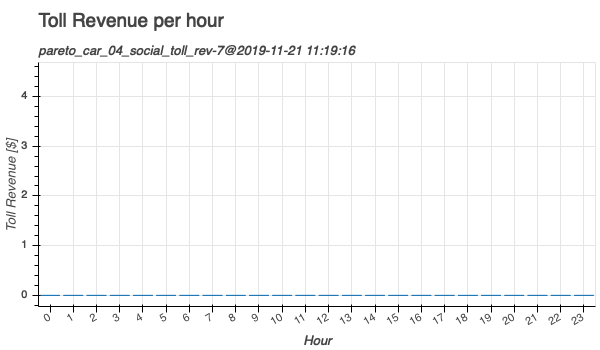 Toll Revenue per hour
pareto_car_04_social_toll_rev-7@2019-11-21 11:19:16
Toll Revenue [$]
4
3
2
1
0
0 1 2 3 4 5 6 7 8 9 10 11 12 13 14 15 16 17 18 19 20 21 22 23
Hour